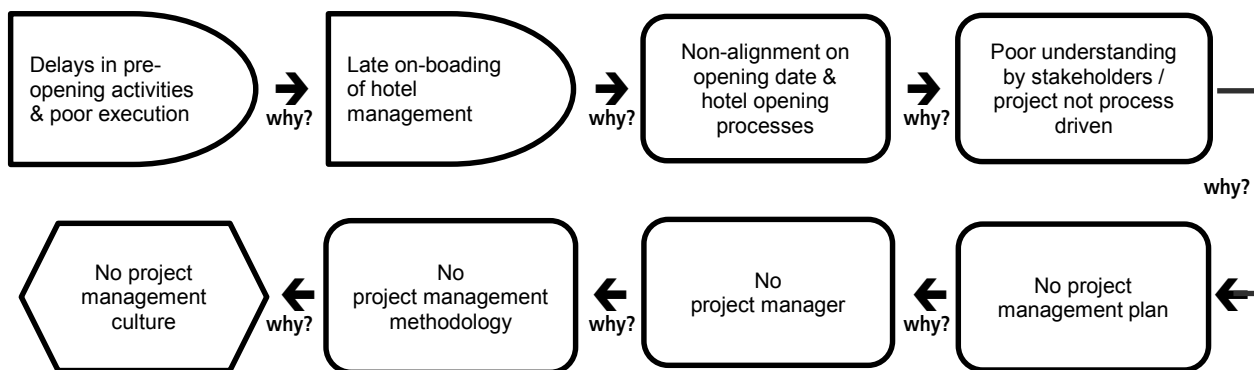 Delays in pre-
opening activities
& poor execution
why?
Late on-boading
of hotel
management
why?
Non-alignment on
opening date &
hotel opening
processes
why?
Poor understanding
by stakeholders /
project not process
driven
why?
No project
management plan
why?
No
project manager
why?
No
project management
methodology
why?
No project
management
culture